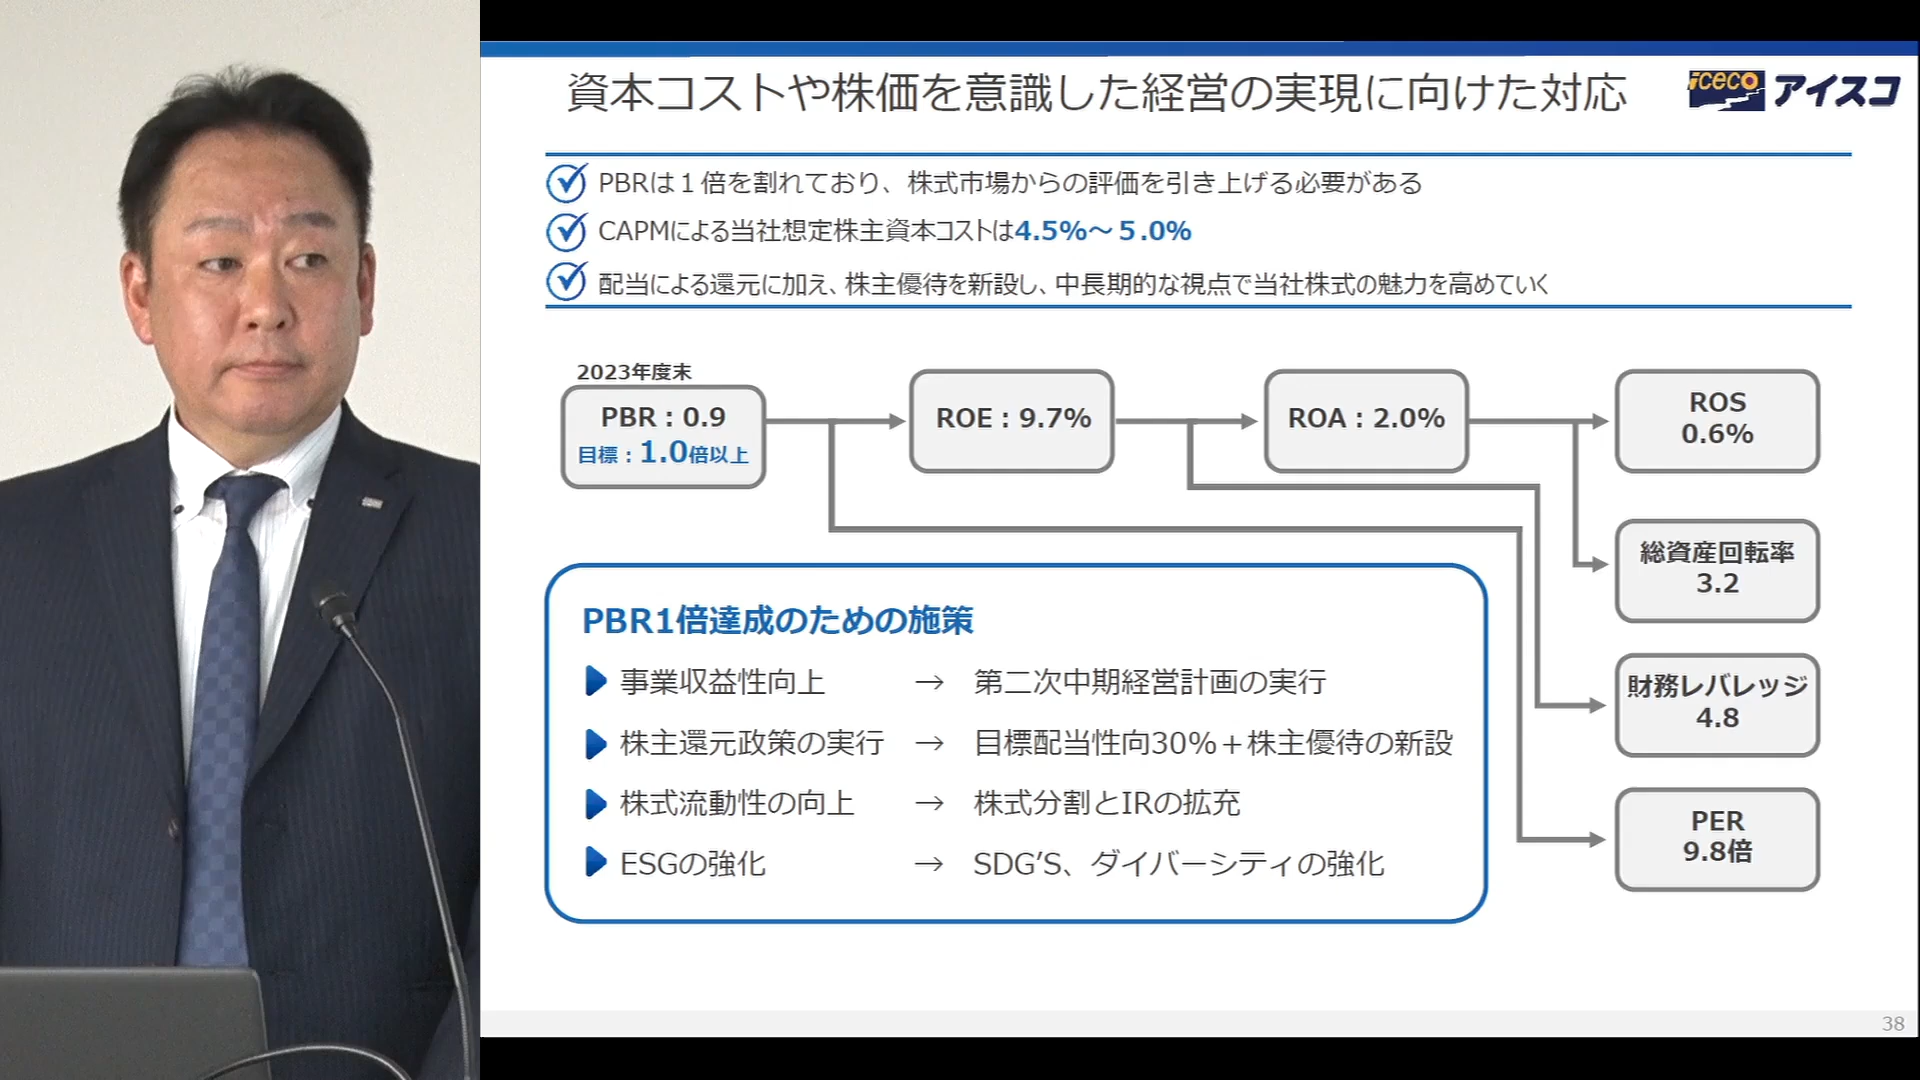 資本コストや株価を意識した経営の実現に向けた対応
iceco アイスコ
PBRは１倍を割れており、株式市場からの評価を引き上げる必要がある
CAPMによる当社想定株主資本コストは4.5%～５.0%
配当による還元に加え、株主優待を新設し、中長期的な視点で当社株式の魅力を高めていく
2023年度末
PBR：0.9
目標：1.0倍以上
ROE：9.7%
ROA：2.0%
ROS
0.6%
総資産回転率
3.2
財務レバレッジ
4.8
PER
9.8倍
PBR1倍達成のための施策
事業収益性向上 → 第二次中期経営計画の実行
株主還元政策の実行 → 目標配当性向30%＋株主優待の新設
株式流動性の向上 → 株式分割とIRの拡充
ESGの強化 → SDG’S、ダイバーシティの強化
38